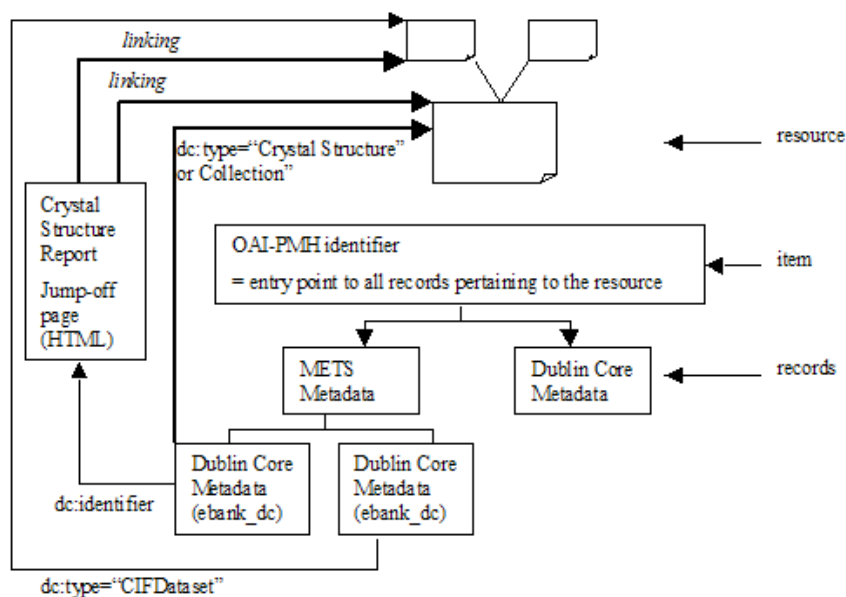 linking
linking
dc:type=“Crystal Structure”
or Collection”
resource
Crystal
Structure
Report
Jump-off
page
(HTML)
OAI-PMH identifier
= entry point to all records pertaining to the resource
item
METS
Metadata
Dublin Core
Metadata
records
Dublin Core
Metadata
(ebank_dc)
Dublin Core
Metadata
(ebank_dc)
dc:identifier
dc:type=“CIFDataset”